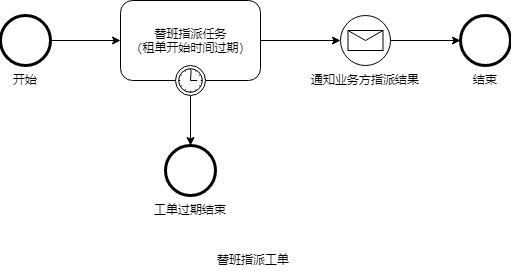 替班指派任务
(租单开始时间过期)
开始
通知业务方指派结果
结束
工单过期结束
替班指派工单